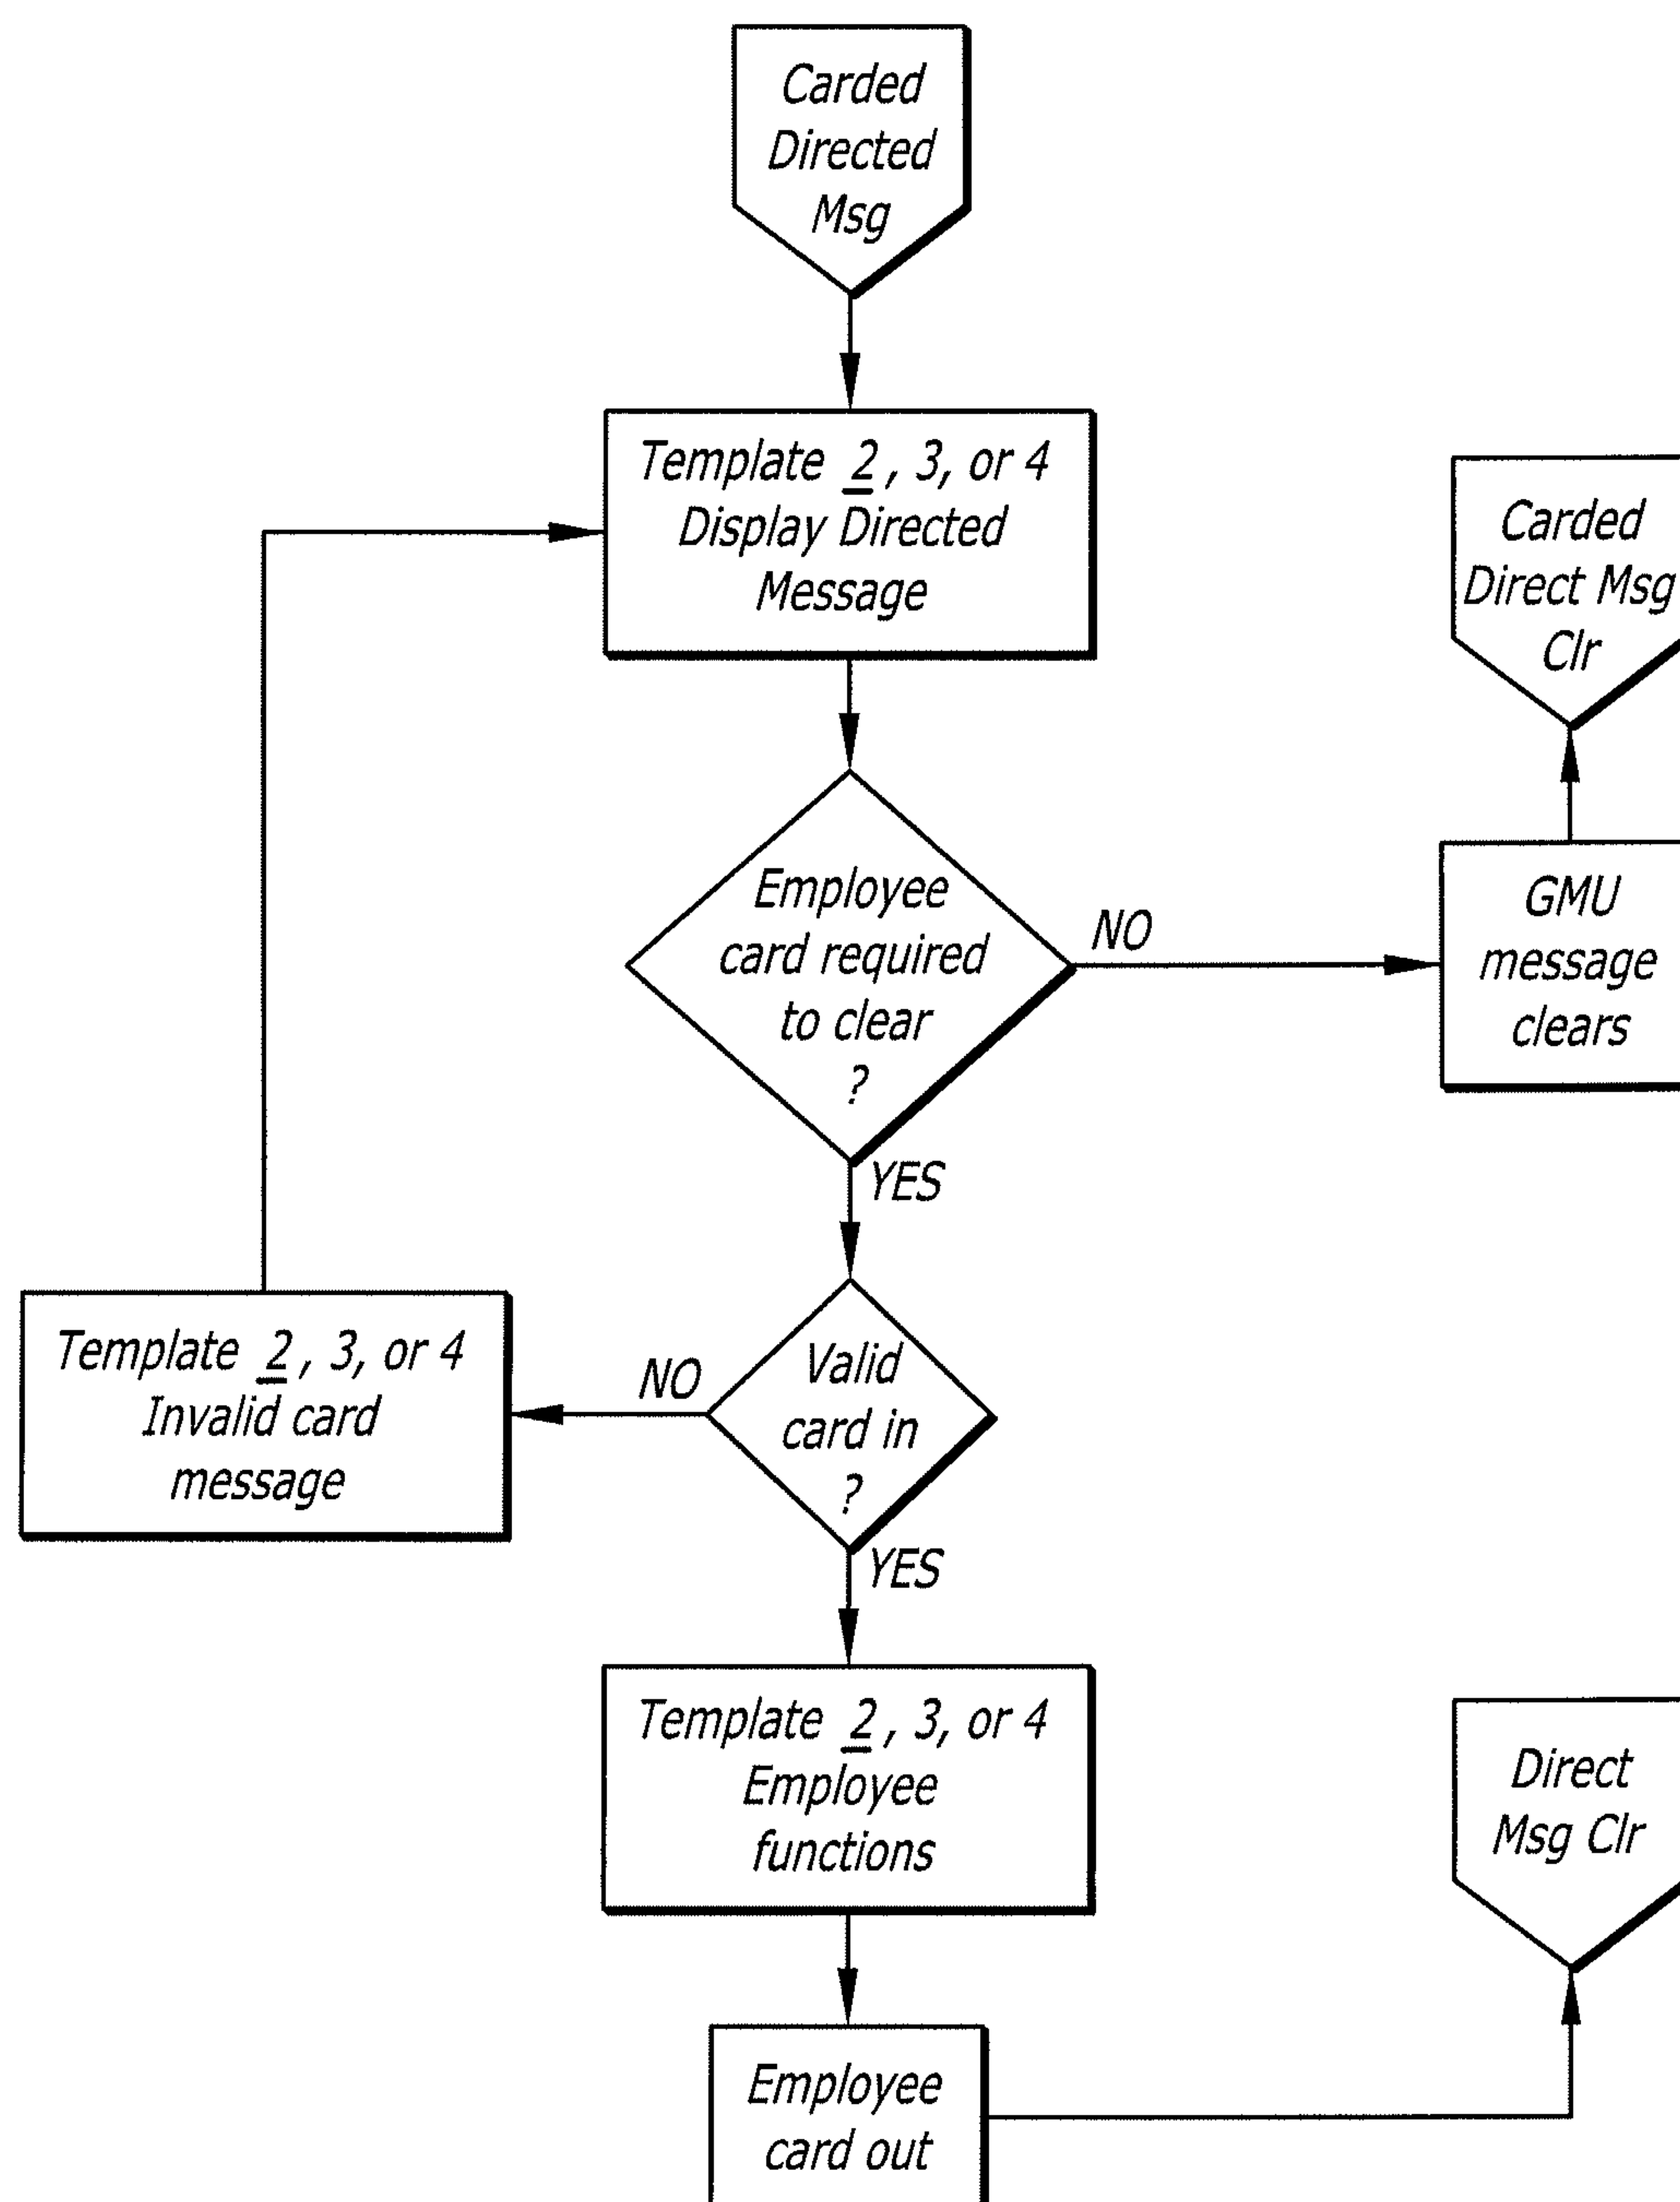 Carded
Directed
Msg
Template 2, 3, or 4
Display Directed
Message
Carded
Direct Msg
Clr
Employee
card required
to clear
?
NO
GMU
message
clears
YES
Template 2, 3, or 4
Invalid card
message
NO
Valid
card in
?
YES
Template 2, 3, or 4
Employee
functions
Direct
Msg Clr
Employee
card out